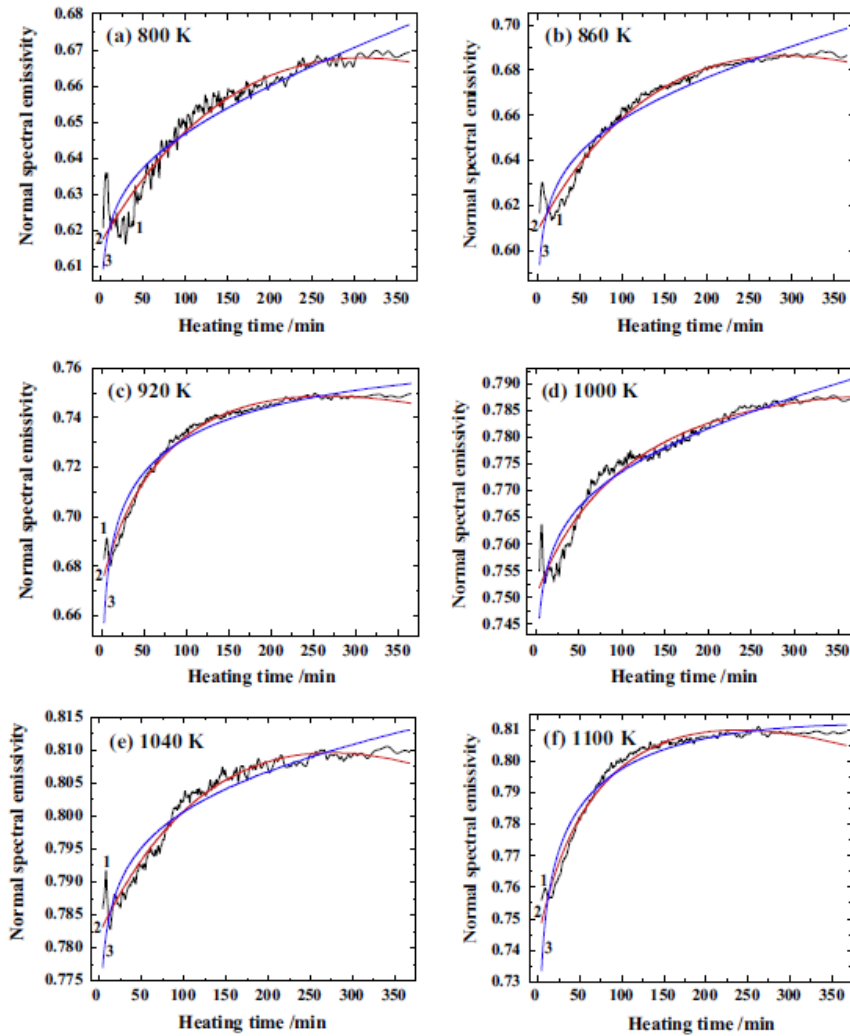 (a) 800 K
0.68
0.67
0.66
0.65
0.64
0.63
0.62
0.61
Normal spectral emissivity
1
2
3
0 50 100 150 200 250 300 350
Heating time /min
(b) 860 K
0.70
0.68
0.66
0.64
0.62
0.60
Normal spectral emissivity
1
2
3
0 50 100 150 200 250 300 350
Heating time /min
(c) 920 K
0.76
0.74
0.72
0.70
0.68
0.66
Normal spectral emissivity
1
2
3
0 50 100 150 200 250 300 350
Heating time /min
(d) 1000 K
0.790
0.785
0.780
0.775
0.770
0.765
0.760
0.755
0.750
0.745
Normal spectral emissivity
1
2
3
0 50 100 150 200 250 300 350
Heating time /min
(e) 1040 K
0.815
0.810
0.805
0.800
0.795
0.790
0.785
0.780
0.775
Normal spectral emissivity
1
2
3
0 50 100 150 200 250 300 350
Heating time /min
(f) 1100 K
0.81
0.80
0.79
0.78
0.77
0.76
0.75
0.74
0.73
Normal spectral emissivity
1
2
3
0 50 100 150 200 250 300 350
Heating time /min